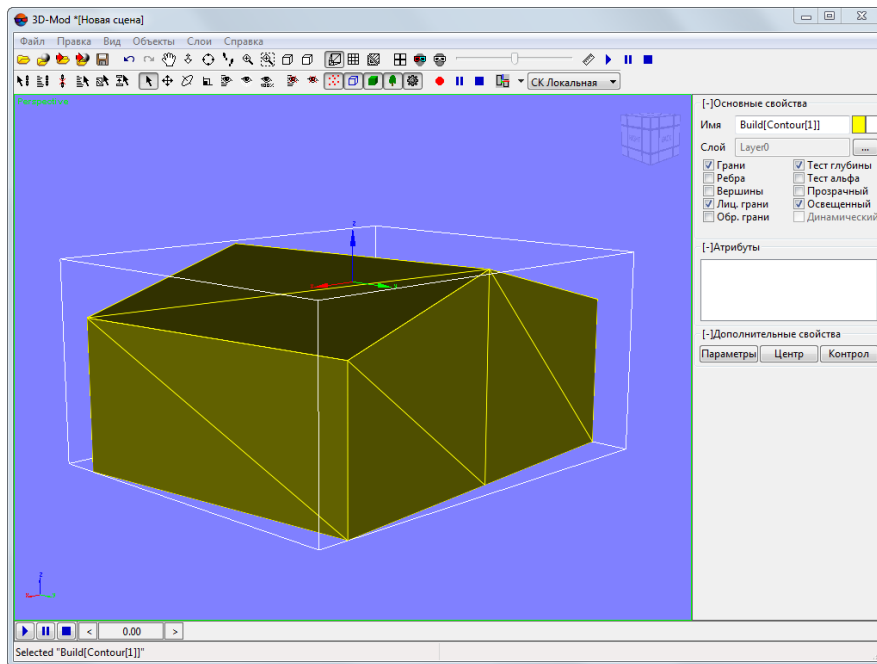 3D-Mod *[Новая сцена]
Файл Правка Вид Объекты Слои Справка
СК Локальная
[-]Основные свойства
Имя Build[Contour[1]]
Слой Layer0 ...
Грани Тест глубины
Ребра Тест альфа
Вершины Прозрачный
Лиц. грани Освещенный
Обр. грани Динамический
[-]Атрибуты
[-]Дополнительные свойства
Параметры Центр Контрол
z
y
z
< 0.00 >
Selected "Build[Contour[1]]"